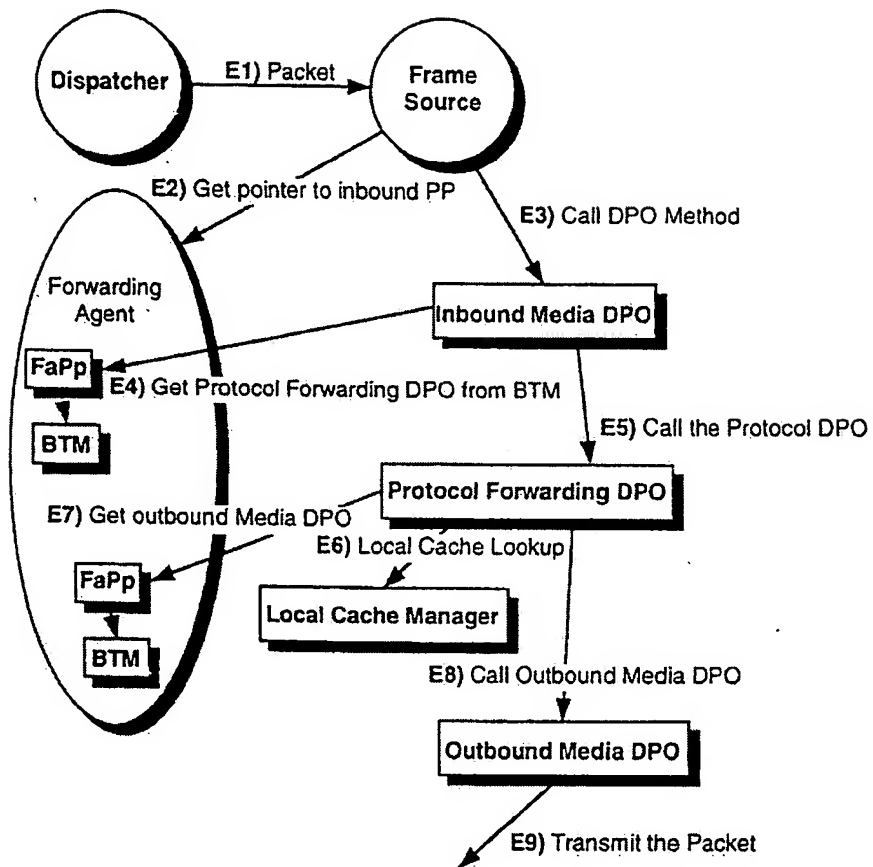 Dispatcher
E1) Packet
Frame
Source
E2) Get pointer to inbound PP
E3) Call DPO Method
Forwarding
Agent
Inbound Media DPO
FaPp
E4) Get Protocol Forwarding DPO from BTM
BTM
E5) Call the Protocol DPO
Protocol Forwarding DPO
E7) Get outbound Media DPO
E6) Local Cache Lookup
FaPp
Local Cache Manager
BTM
E8) Call Outbound Media DPO
Outbound Media DPO
E9) Transmit the Packet